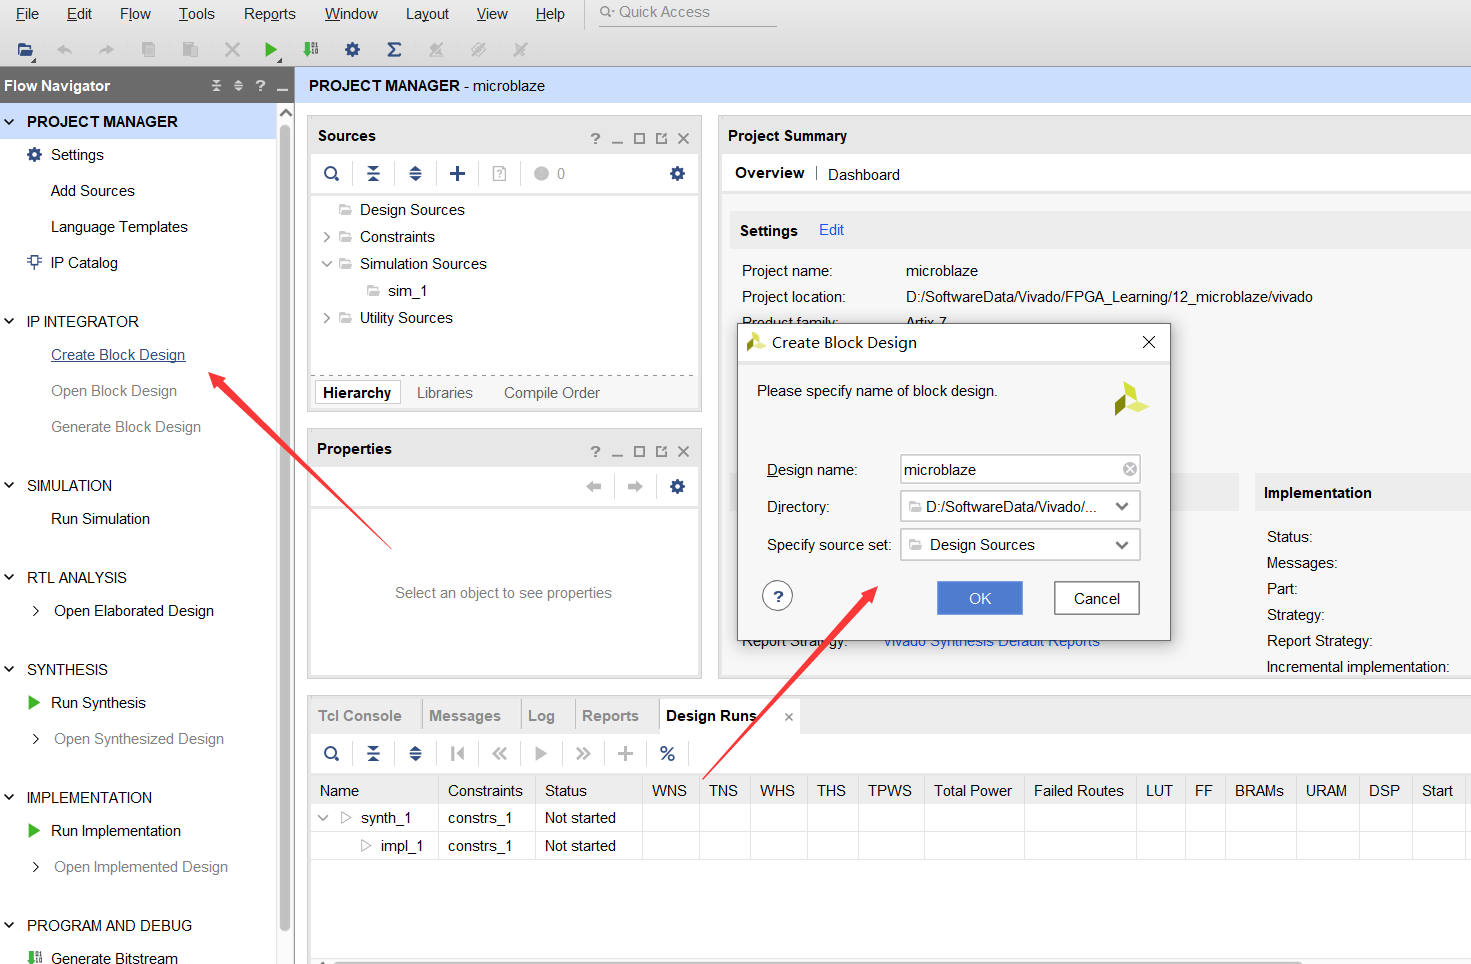 File Edit Flow Tools Reports Window Layout View Help Quick Access
Flow Navigator
PROJECT MANAGER
Settings
Add Sources
Language Templates
IP Catalog
IP INTEGRATOR
Create Block Design
Open Block Design
Generate Block Design
SIMULATION
Run Simulation
RTL ANALYSIS
Open Elaborated Design
SYNTHESIS
Run Synthesis
Open Synthesized Design
IMPLEMENTATION
Run Implementation
Open Implemented Design
PROGRAM AND DEBUG
Generate Bitstream
PROJECT MANAGER - microblaze
Sources
0
Design Sources
Constraints
Simulation Sources
sim_1
Utility Sources
Hierarchy Libraries Compile Order
Properties
Select an object to see properties
Project Summary
Overview | Dashboard
Settings Edit
Project name: microblaze
Project location: D:/SoftwareData/Vivado/FPGA_Learning/12_microblaze/vivado
Product family: Artix-7
Create Block Design
Please specify name of block design.
Design name: microblaze
Directory: D:/SoftwareData/Vivado/...
Specify source set: Design Sources
? OK Cancel
Report Strategy: Vivado Synthesis Default Reports
Implementation
Status:
Messages:
Part:
Strategy:
Report Strategy:
Incremental implementation:
Tcl Console Messages Log Reports Design Runs
Name Constraints Status WNS TNS WHS THS TPWS Total Power Failed Routes LUT FF BRAMs URAM DSP Start
synth_1 constrs_1 Not started
impl_1 constrs_1 Not started